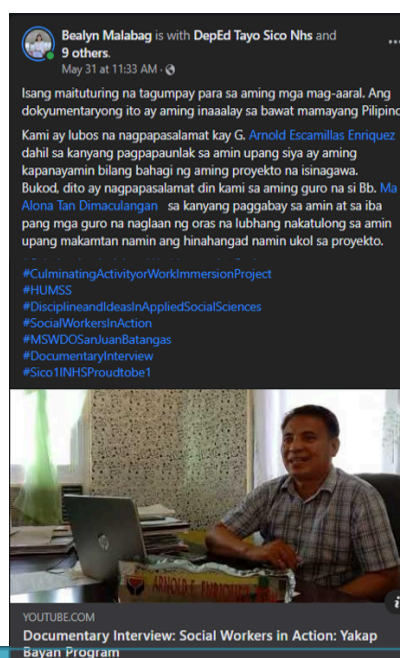 Bealyn Malabag is with DepEd Tayo Sico Nhs and
9 others.
May 31 at 11:33 AM ·
Isang maituturing na tagumpay para sa aming mga mag-aaral. Ang
dokyumentaryong ito ay aming inaaalay sa bawat mamayang Pilipino
Kami ay lubos na nagpapasalamat kay G. Arnold Escamillas Enriquez
dahil sa kanyang pagpapaunlak sa amin upang siya ay aming
kapanayamin bilang bahagi ng aming proyekto na isinagawa.
Bukod, dito ay nagpapasalamat din kami sa aming guro na si Bb. Ma
Alona Tan Dimaculangan sa kanyang paggabay sa amin at sa iba
pang mga guro na naglaan ng oras na lubhang nakatulong sa amin
upang makamtan namin ang hinahangad namin ukol sa proyekto.
#CulminatingActivityorWorkImmersionProject
#HUMSS
#DisciplineandIdeasInAppliedSocialSciences
#SocialWorkersInAction
#MSWDOSanJuanBatangas
#DocumentaryInterview
#Sico1INHSProudtobe1
ARNOLD E. ENRIQUEZ
YOUTUBE.COM
Documentary Interview: Social Workers in Action: Yakap
Bayan Program